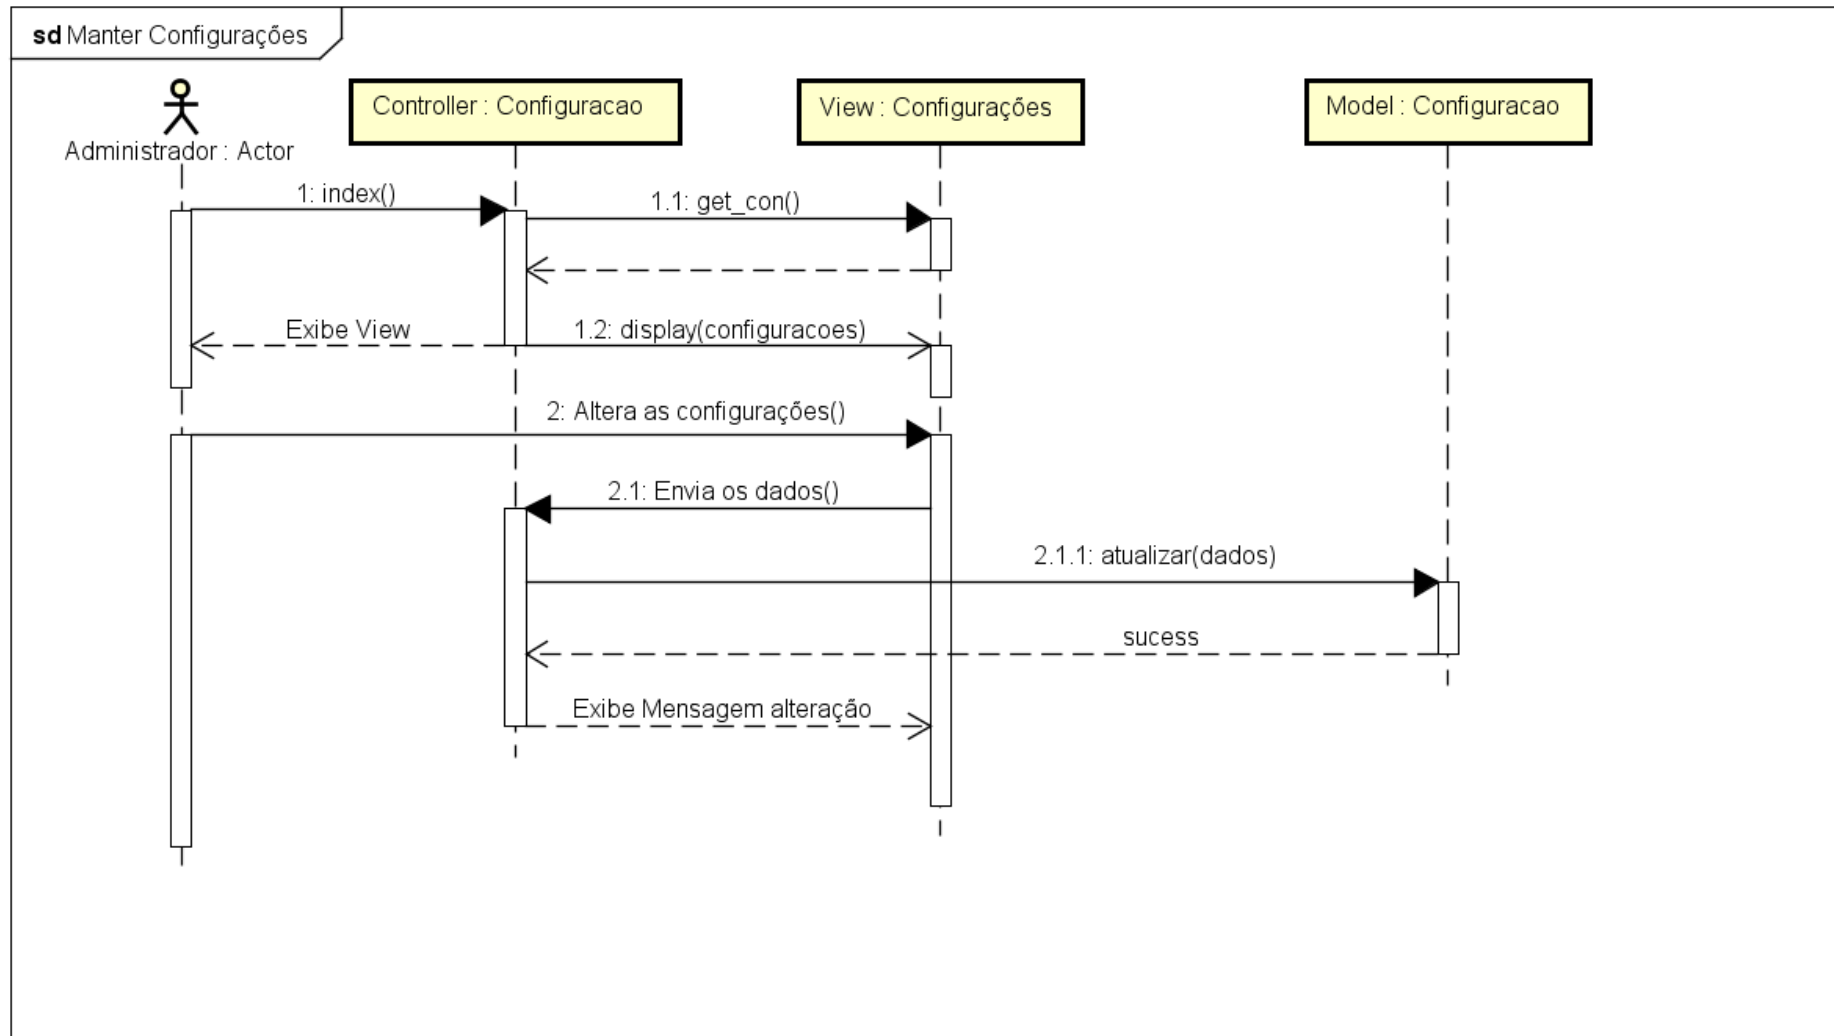 sd Manter Configurações
Administrador : Actor
Controller : Configuracao
View : Configurações
Model : Configuracao
1: index()
1.1: get_con()
Exibe View
1.2: display(configuracoes)
2: Altera as configurações()
2.1: Envia os dados()
2.1.1: atualizar(dados)
sucess
Exibe Mensagem alteração